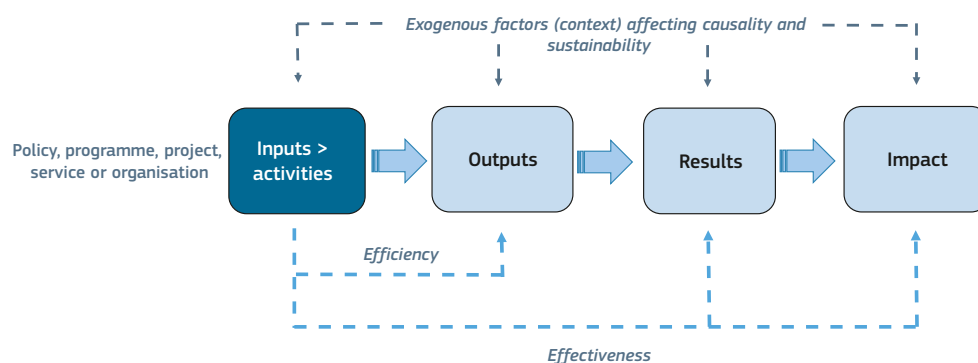 Exogenous factors (context) affecting causality and
sustainability
Policy, programme, project,
service or organisation
Inputs >
activities
Outputs
Results
Impact
Efficiency
Effectiveness